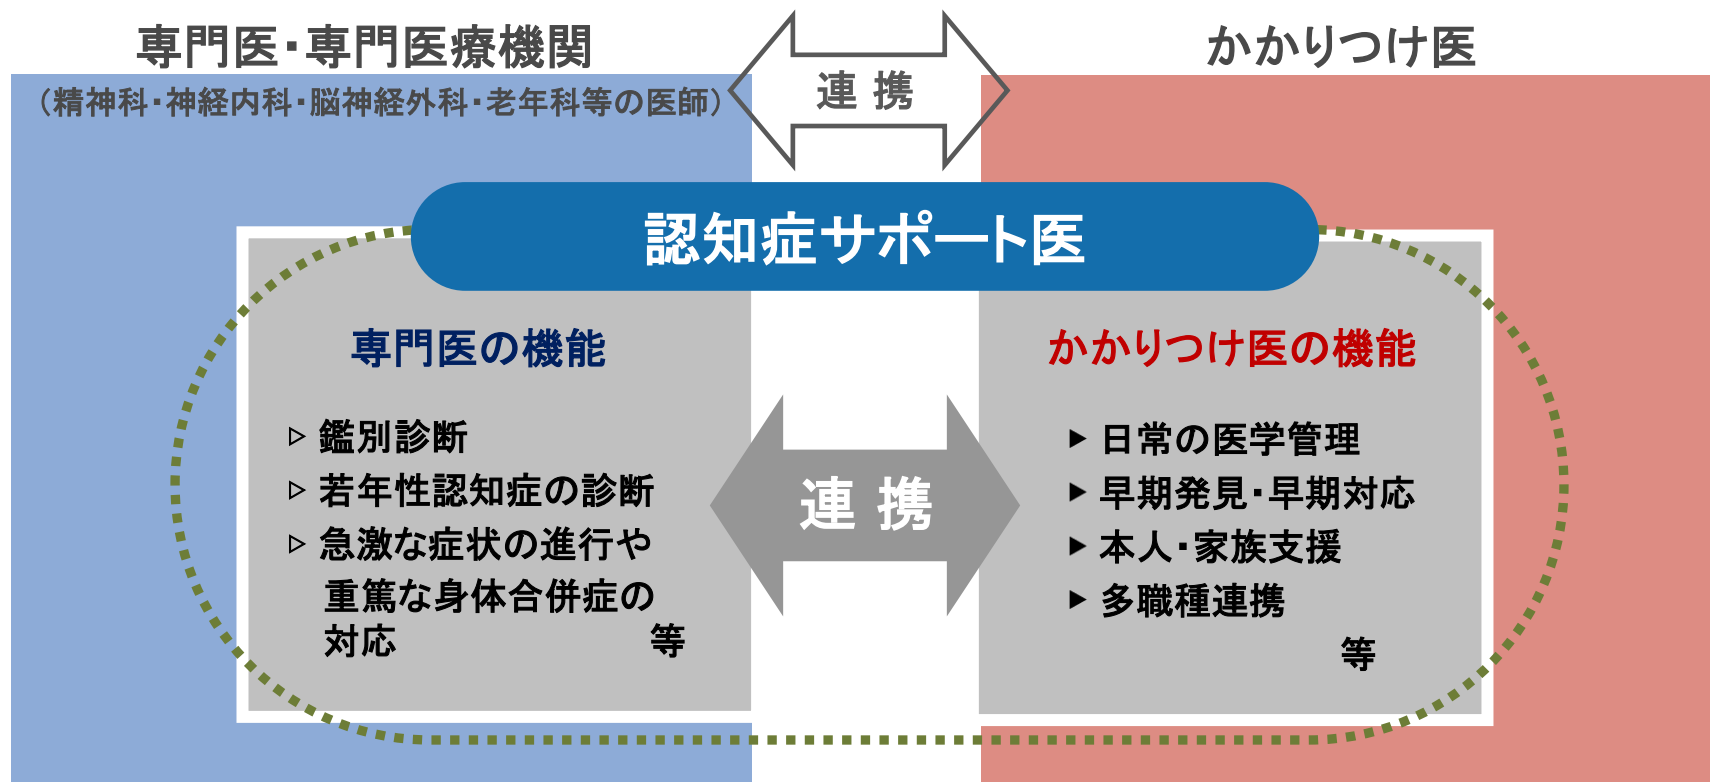 専門医・専門医療機関
（精神科・神経内科・脳神経外科・老年科等の医師）
連 携
かかりつけ医
認知症サポート医
専門医の機能
▷ 鑑別診断
▷ 若年性認知症の診断
▷ 急激な症状の進行や
重篤な身体合併症の
対応 等
連 携
かかりつけ医の機能
▶ 日常の医学管理
▶ 早期発見・早期対応
▶ 本人・家族支援
▶ 多職種連携
等